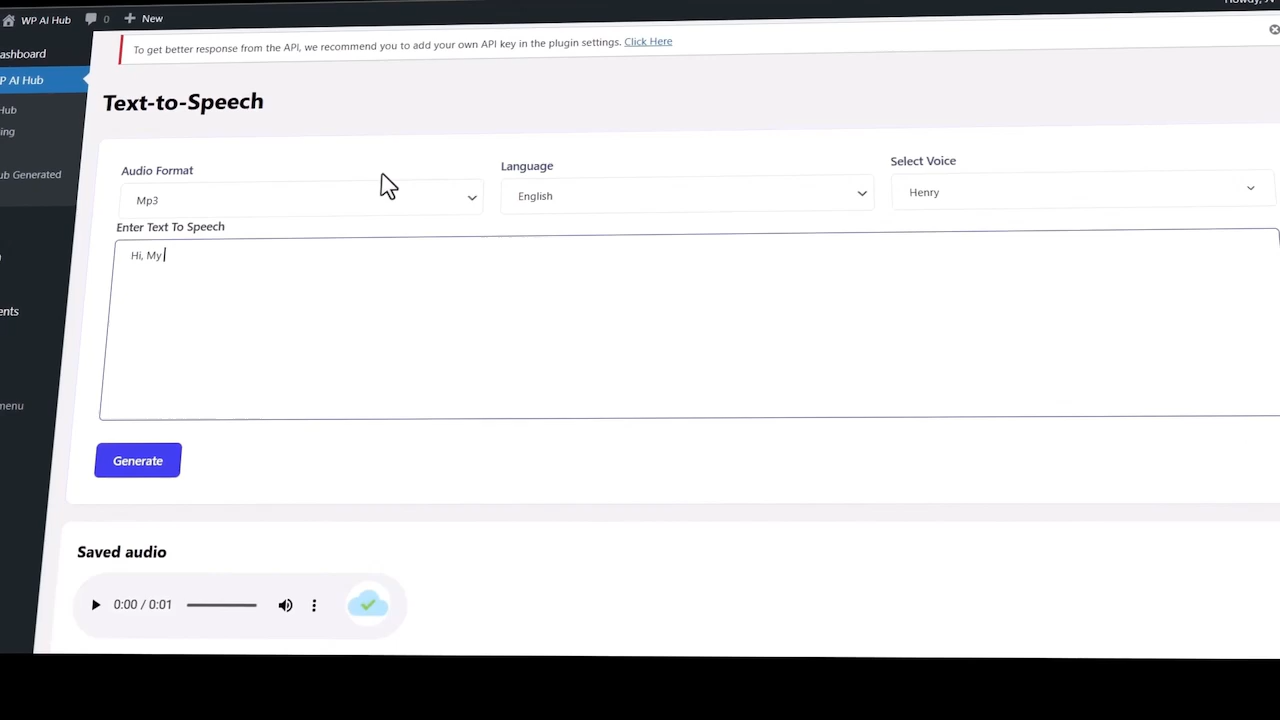 WP AI Hub 0 New
To get better response from the API, we recommend you to add your own API key in the plugin settings. Click Here
Text-to-Speech
Audio Format
Mp3
Language
English
Select Voice
Henry
Enter Text To Speech
Hi, My
Generate
Saved audio
0:00 / 0:01
ashboard
P AI Hub
Hub
ing
ub Generated
ents
menu